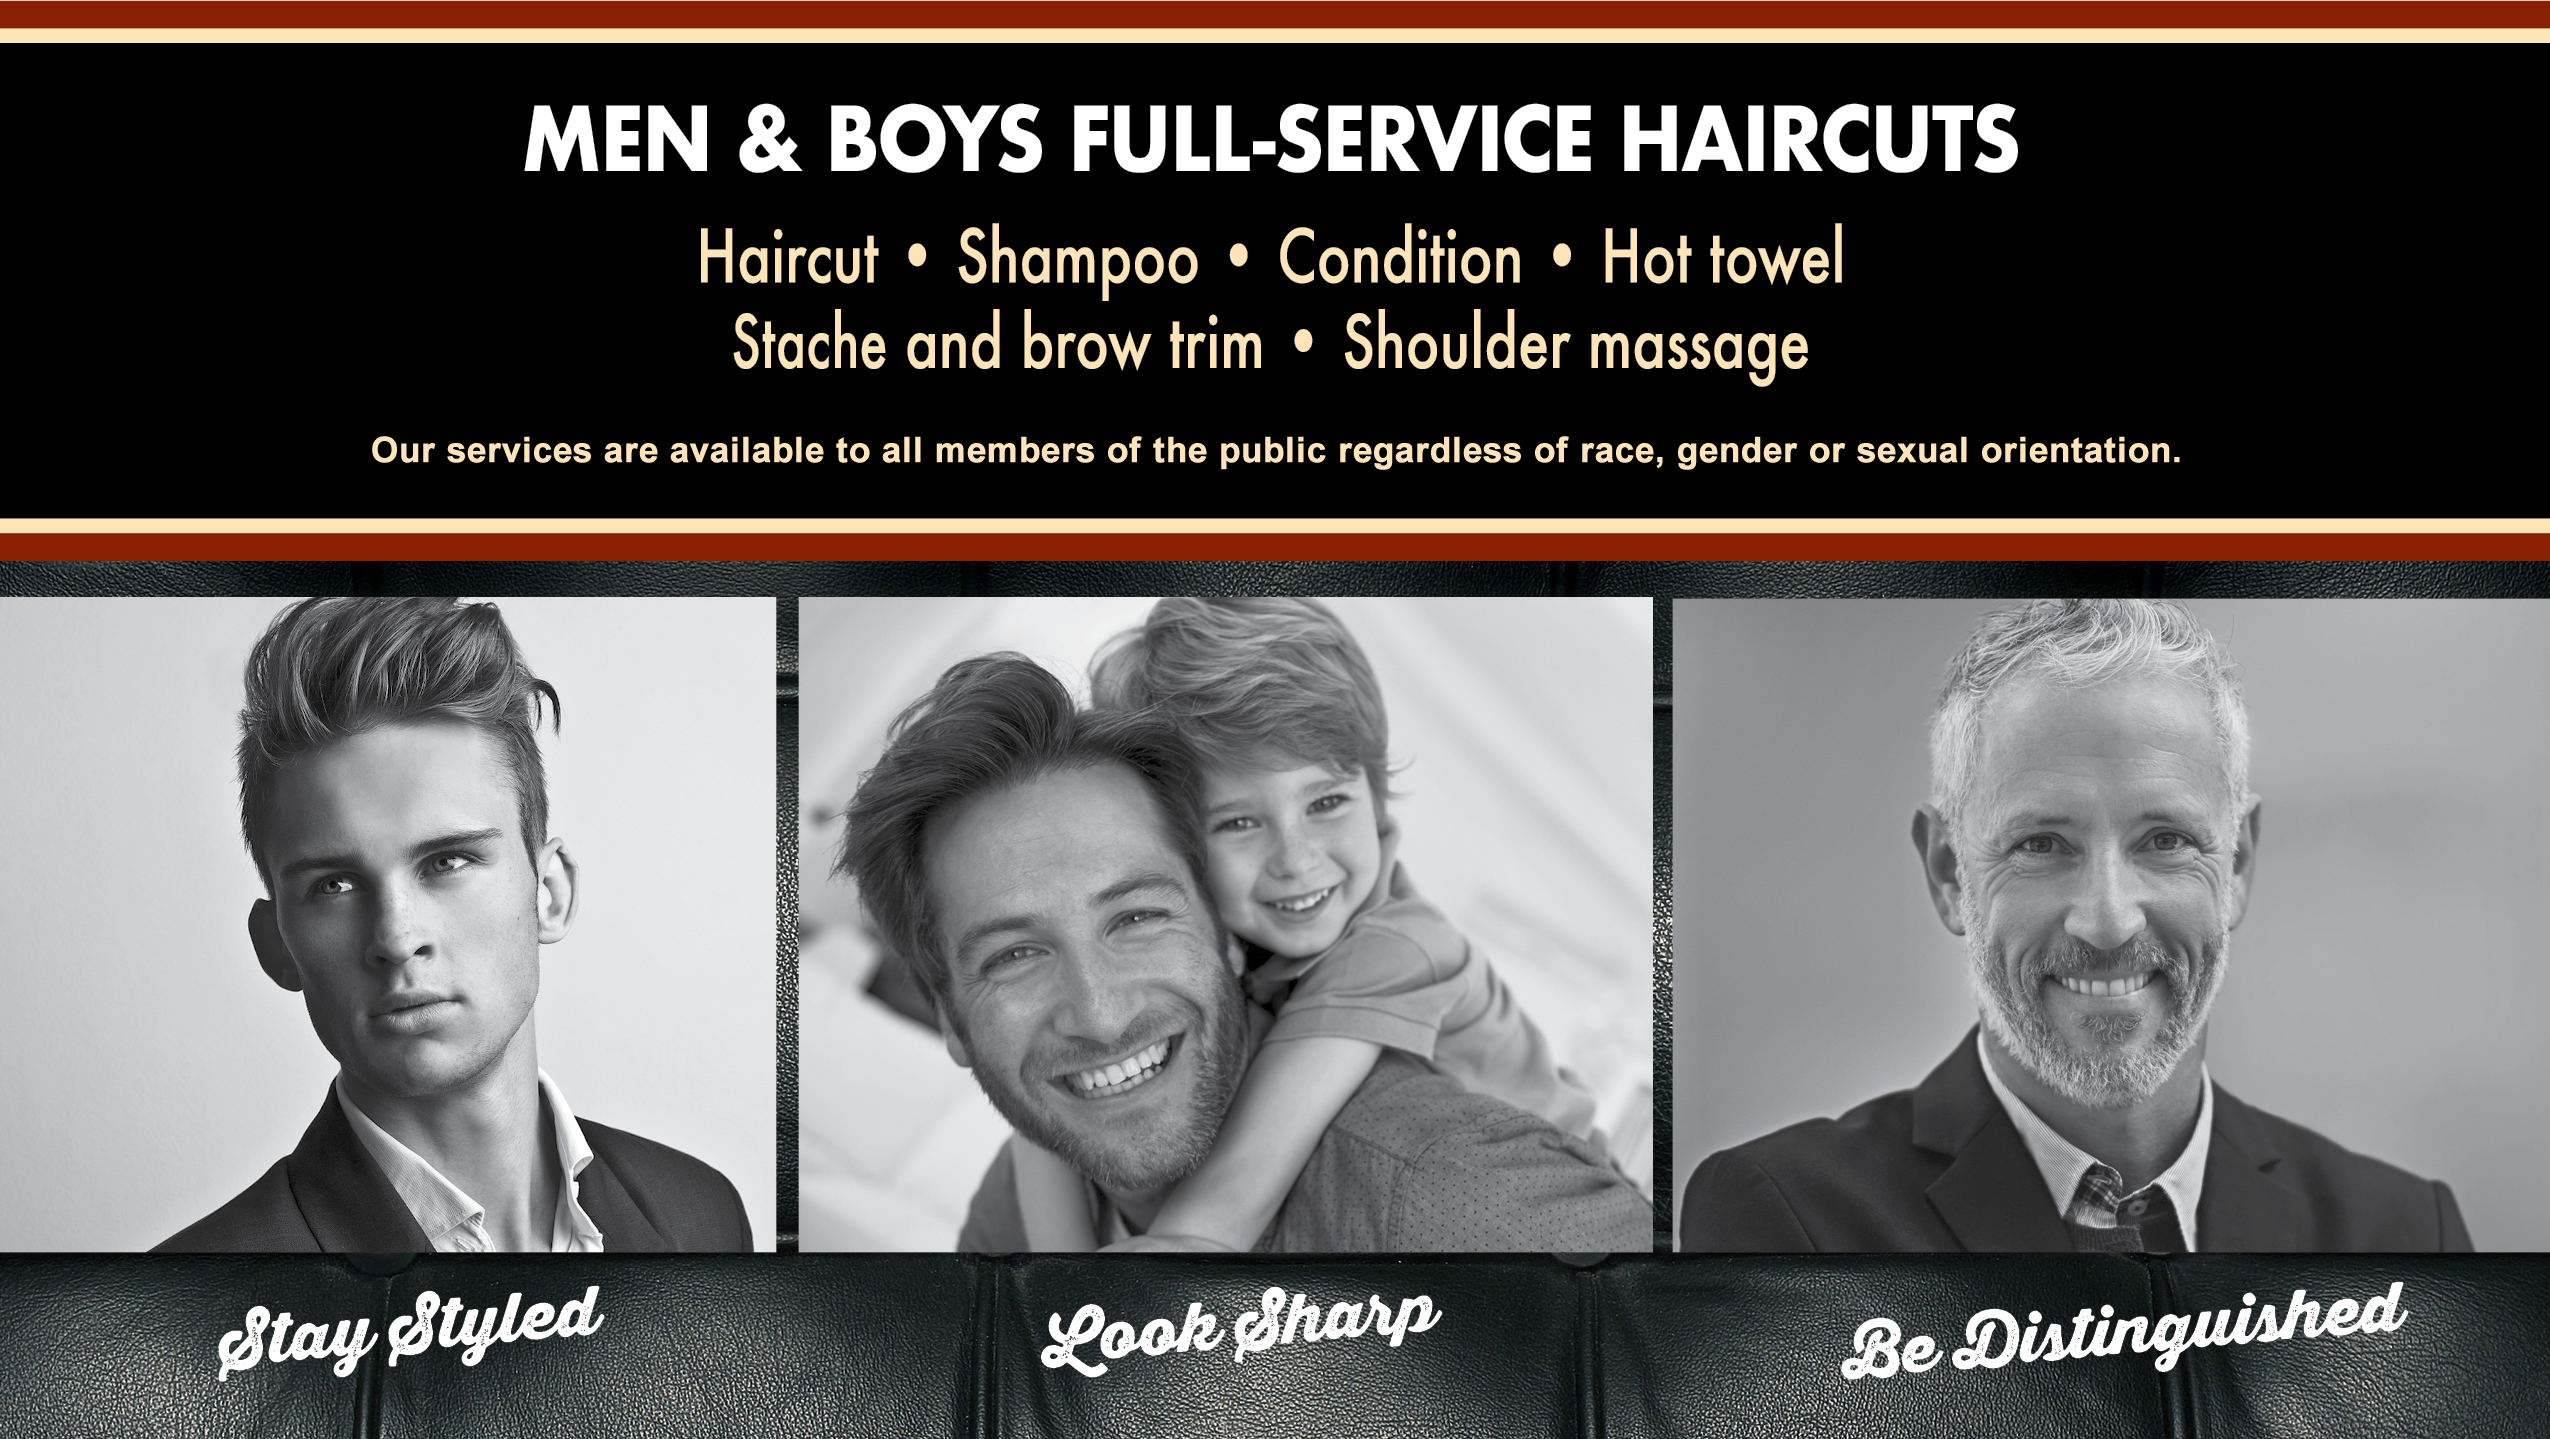 MEN & BOYS FULL-SERVICE HAIRCUTS
Haircut • Shampoo • Condition • Hot towel
Stache and brow trim • Shoulder massage
Our services are available to all members of the public regardless of race, gender or sexual orientation.
Stay Styled
Look Sharp
Be Distinguished